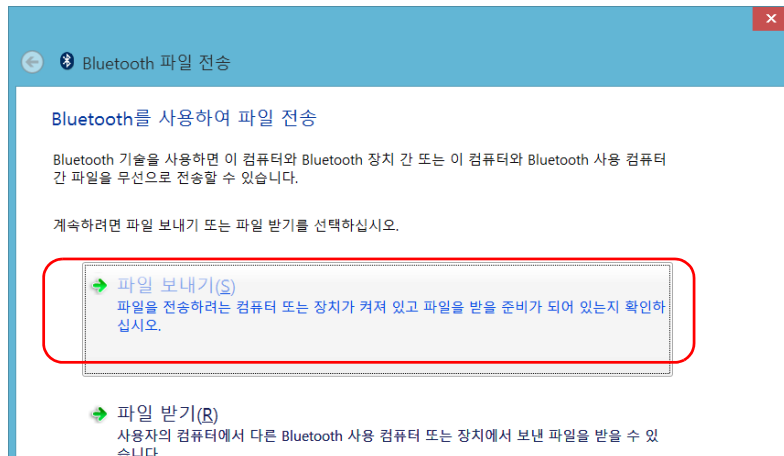 Bluetooth 파일 전송
Bluetooth를 사용하여 파일 전송
Bluetooth 기술을 사용하면 이 컴퓨터와 Bluetooth 장치 간 또는 이 컴퓨터와 Bluetooth 사용 컴퓨터
간 파일을 무선으로 전송할 수 있습니다.
계속하려면 파일 보내기 또는 파일 받기를 선택하십시오.
파일 보내기(S)
파일을 전송하려는 컴퓨터 또는 장치가 켜져 있고 파일을 받을 준비가 되어 있는지 확인하
십시오.
파일 받기(R)
사용자의 컴퓨터에서 다른 Bluetooth 사용 컴퓨터 또는 장치에서 보낸 파일을 받을 수 있
습니다.